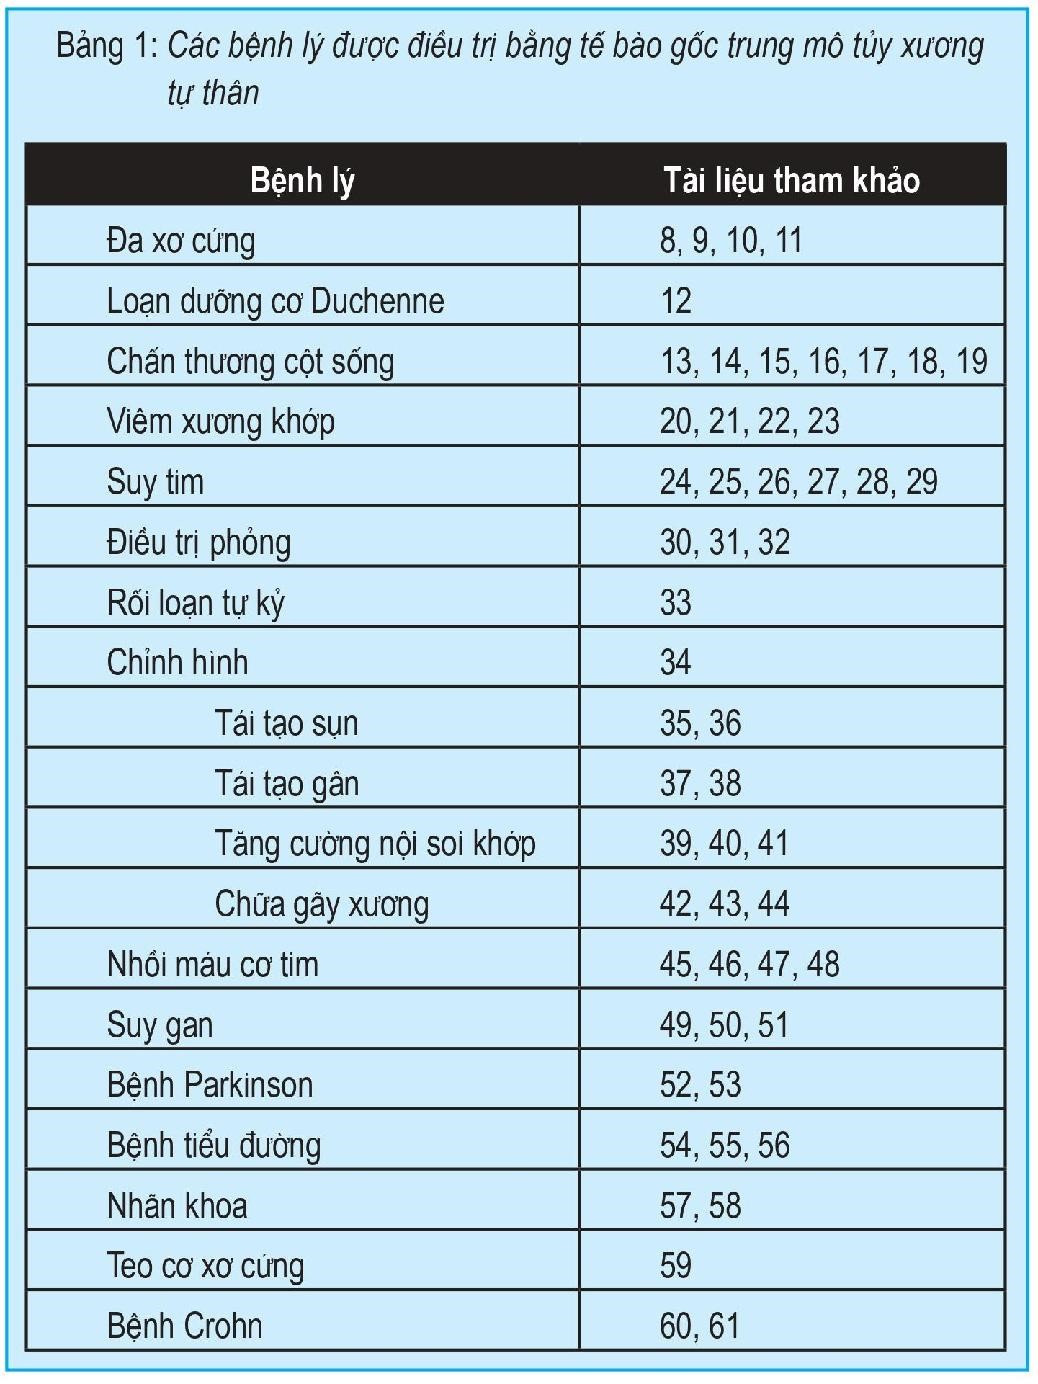 Bảng 1: Các bệnh lý được điều trị bằng tế bào gốc trung mô tủy xương
tự thân
Bệnh lý Tài liệu tham khảo
Đa xơ cứng 8, 9, 10, 11
Loạn dưỡng cơ Duchenne 12
Chấn thương cột sống 13, 14, 15, 16, 17, 18, 19
Viêm xương khớp 20, 21, 22, 23
Suy tim 24, 25, 26, 27, 28, 29
Điều trị phỏng 30, 31, 32
Rối loạn tự kỷ 33
Chỉnh hình 34
Tái tạo sụn 35, 36
Tái tạo gân 37, 38
Tăng cường nội soi khớp 39, 40, 41
Chữa gãy xương 42, 43, 44
Nhồi máu cơ tim 45, 46, 47, 48
Suy gan 49, 50, 51
Bệnh Parkinson 52, 53
Bệnh tiểu đường 54, 55, 56
Nhãn khoa 57, 58
Teo cơ xơ cứng 59
Bệnh Crohn 60, 61